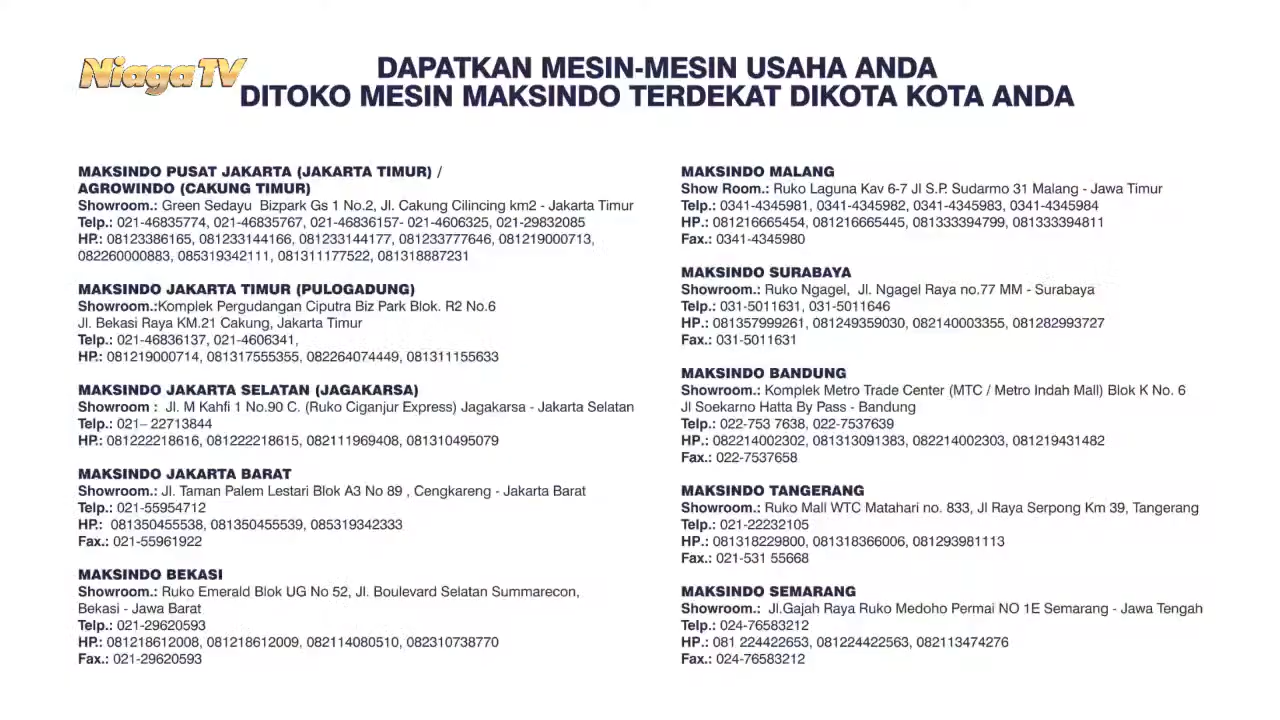 Niaga TV
DAPATKAN MESIN-MESIN USAHA ANDA
DITOKO MESIN MAKSINDO TERDEKAT DIKOTA KOTA ANDA
MAKSINDO PUSAT JAKARTA (JAKARTA TIMUR) /
AGROWINDO (CAKUNG TIMUR)
Showroom.: Green Sedayu Bizpark Gs 1 No.2, Jl. Cakung Cilincing km2 - Jakarta Timur
Telp.: 021-46835774, 021-46835767, 021-46836157- 021-4606325, 021-29832085
HP.: 08123386165, 081233144166, 081233144177, 081233777646, 081219000713,
082260000883, 085319342111, 081311177522, 081318887231
MAKSINDO JAKARTA TIMUR (PULOGADUNG)
Showroom.:Komplek Pergudangan Ciputra Biz Park Blok. R2 No.6
Jl. Bekasi Raya KM.21 Cakung, Jakarta Timur
Telp.: 021-46836137, 021-4606341,
HP.: 081219000714, 081317555355, 082264074449, 081311155633
MAKSINDO JAKARTA SELATAN (JAGAKARSA)
Showroom : Jl. M Kahfi 1 No.90 C. (Ruko Ciganjur Express) Jagakarsa - Jakarta Selatan
Telp.: 021– 22713844
HP.: 081222218616, 081222218615, 082111969408, 081310495079
MAKSINDO JAKARTA BARAT
Showroom.: Jl. Taman Palem Lestari Blok A3 No 89 , Cengkareng - Jakarta Barat
Telp.: 021-55954712
HP.: 081350455538, 081350455539, 085319342333
Fax.: 021-55961922
MAKSINDO BEKASI
Showroom.: Ruko Emerald Blok UG No 52, Jl. Boulevard Selatan Summarecon,
Bekasi - Jawa Barat
Telp.: 021-29620593
HP.: 081218612008, 081218612009, 082114080510, 082310738770
Fax.: 021-29620593
MAKSINDO MALANG
Show Room.: Ruko Laguna Kav 6-7 Jl S.P. Sudarmo 31 Malang - Jawa Timur
Telp.: 0341-4345981, 0341-4345982, 0341-4345983, 0341-4345984
HP.: 081216665454, 081216665445, 081333394799, 081333394811
Fax.: 0341-4345980
MAKSINDO SURABAYA
Showroom.: Ruko Ngagel, Jl. Ngagel Raya no.77 MM - Surabaya
Telp.: 031-5011631, 031-5011646
HP.: 081357999261, 081249359030, 082140003355, 081282993727
Fax.: 031-5011631
MAKSINDO BANDUNG
Showroom.: Komplek Metro Trade Center (MTC / Metro Indah Mall) Blok K No. 6
Jl Soekarno Hatta By Pass - Bandung
Telp.: 022-753 7638, 022-7537639
HP.: 082214002302, 081313091383, 082214002303, 081219431482
Fax.: 022-7537658
MAKSINDO TANGERANG
Showroom.: Ruko Mall WTC Matahari no. 833, Jl Raya Serpong Km 39, Tangerang
Telp.: 021-22232105
HP.: 081318229800, 081318366006, 081293981113
Fax.: 021-531 55668
MAKSINDO SEMARANG
Showroom.: Jl.Gajah Raya Ruko Medoho Permai NO 1E Semarang - Jawa Tengah
Telp.: 024-76583212
HP.: 081 224422653, 081224422563, 082113474276
Fax.: 024-76583212